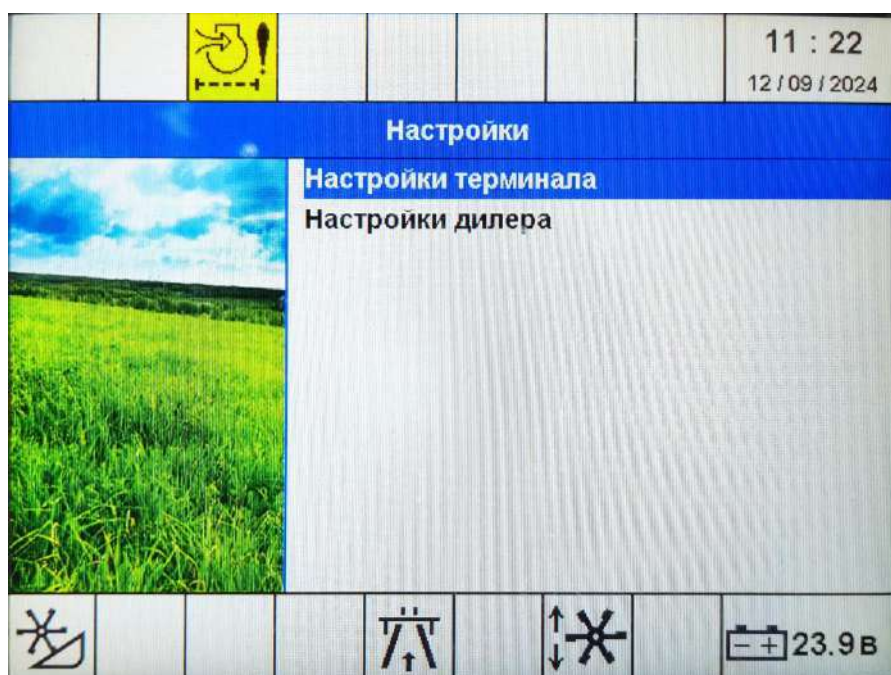 11 : 22
12 / 09 / 2024
Настройки
Настройки терминала
Настройки дилера
23.9 в